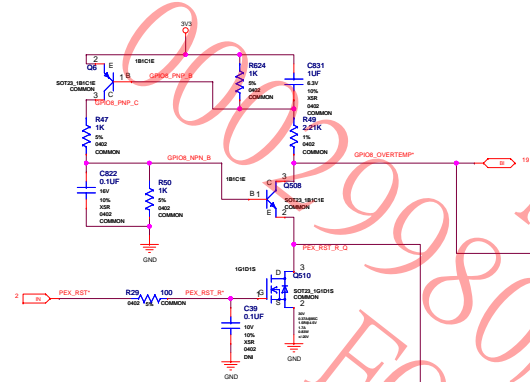 3V3
2
Q6
E
1B1C1E
1
B
GPIO8_PNP_B
SOT23_1B1C1E
COMMON
C
3
GPIO8_PNP_C
R624
1K
5%
0402
COMMON
C831
1UF
6.3V
10%
X5R
0402
COMMON
R47
1K
5%
0402
COMMON
R49
2.21K
1%
0402
COMMON
GPIO8_NPN_B
GPIO8_OVERTEMP*
BI
19
C822
0.1UF
16V
10%
X5R
0402
COMMON
R50
1K
5%
0402
COMMON
1B1C1E
3
C
Q508
B
1
SOT23_1B1C1E
COMMON
E
2
GND
PEX_RST_R_Q
1G1D1S
3
D
Q510
G
1
SOT23_1G1D1S
COMMON
S
2
2
IN
PEX_RST*
R29
100
0402
5%
COMMON
PEX_RST_R*
C39
0.1UF
10V
10%
X5R
0402
DNI
GND
GND